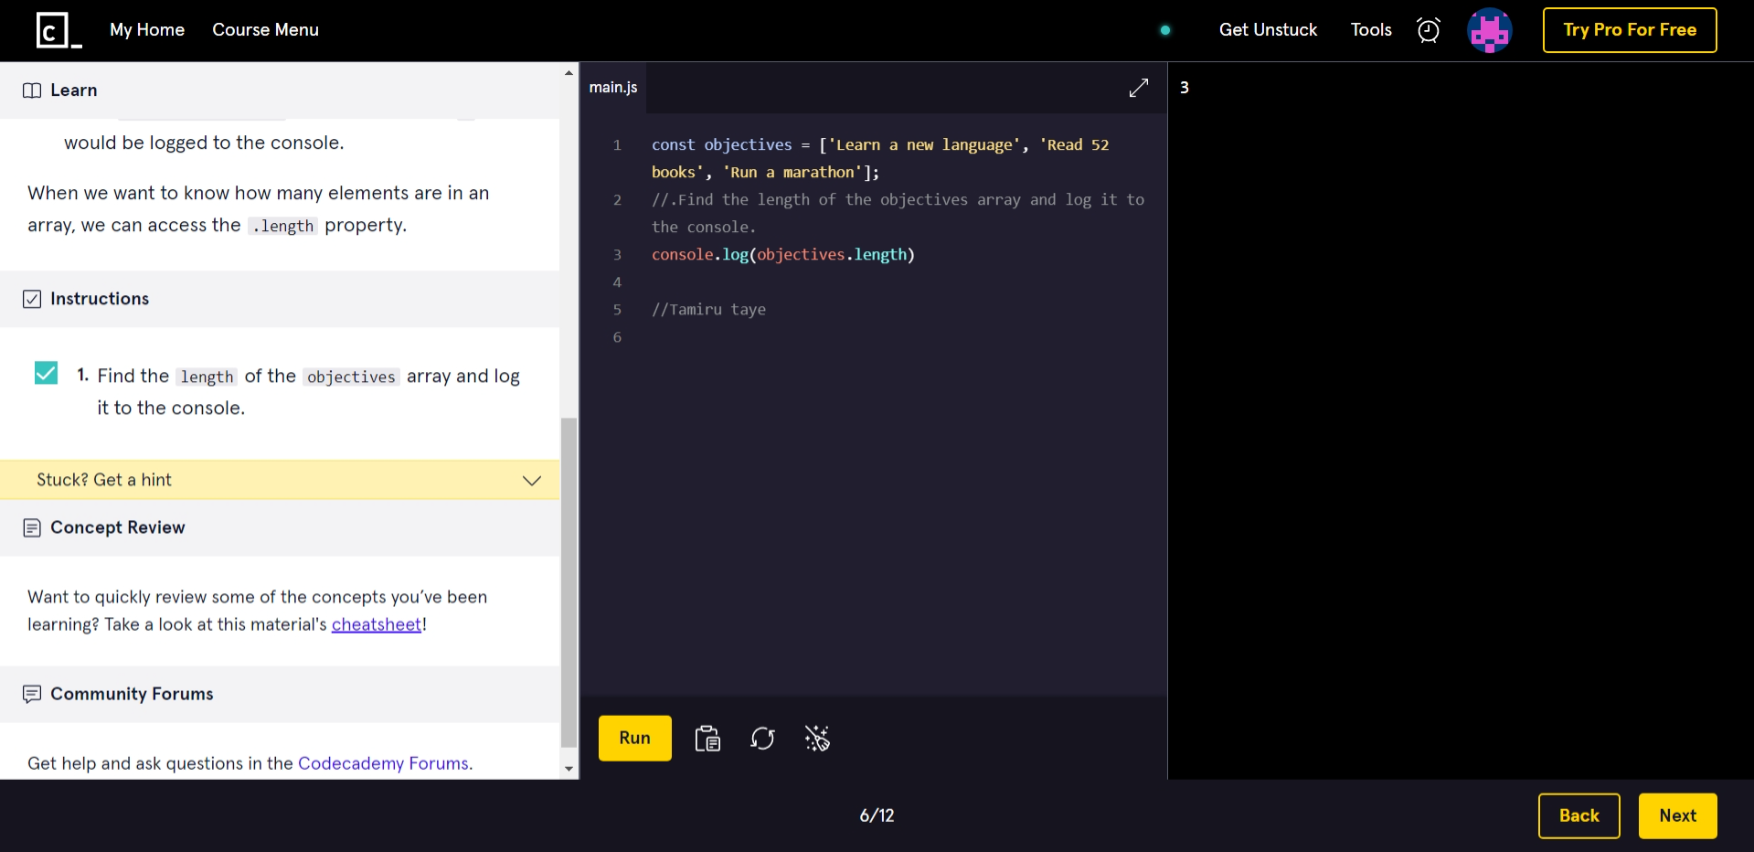 c_
My Home
Course Menu
Get Unstuck
Tools
Try Pro For Free
Learn
would be logged to the console.
When we want to know how many elements are in an
array, we can access the .length property.
Instructions
1. Find the length of the objectives array and log
it to the console.
Stuck? Get a hint
Concept Review
Want to quickly review some of the concepts you’ve been
learning? Take a look at this material's cheatsheet!
Community Forums
Get help and ask questions in the Codecademy Forums.
main.js
1 const objectives = ['Learn a new language', 'Read 52
books', 'Run a marathon'];
2 //.Find the length of the objectives array and log it to
the console.
3 console.log(objectives.length)
4
5 //Tamiru taye
6
Run
3
6/12
Back
Next